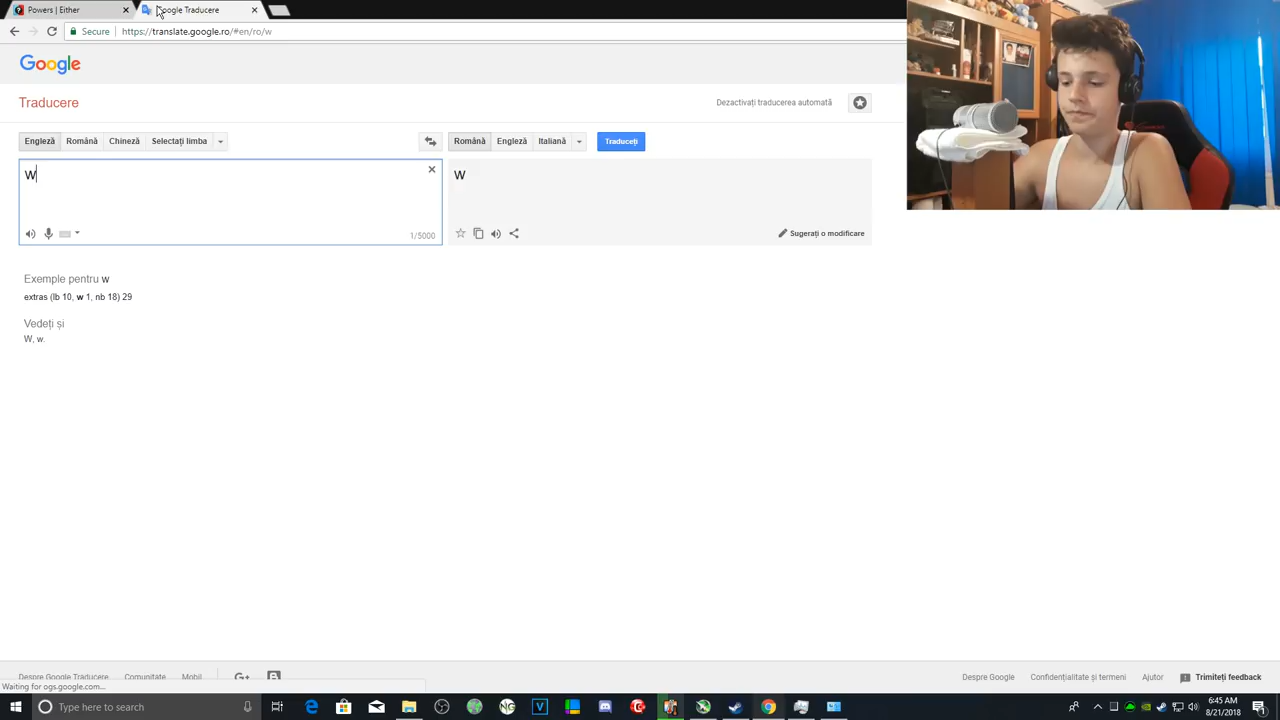 Powers | Either
Google Traducere
Secure
https://translate.google.ro/#en/ro/w
Google
Traducere
Dezactivați traducerea automată
Engleză
Română
Chineză
Selectați limba
Română
Engleză
Italiană
Traduceți
W
W
1/5000
Sugerați o modificare
Exemple pentru w
extras (lb 10, w 1, nb 18) 29
Vedeți și
W, w.
Despre Google Traducere
Comunitate
Mobil
G+
Despre Google
Confidențialitate și termeni
Ajutor
Trimiteți feedback
Waiting for ogs.google.com...
Type here to search
6:45 AM
8/21/2018